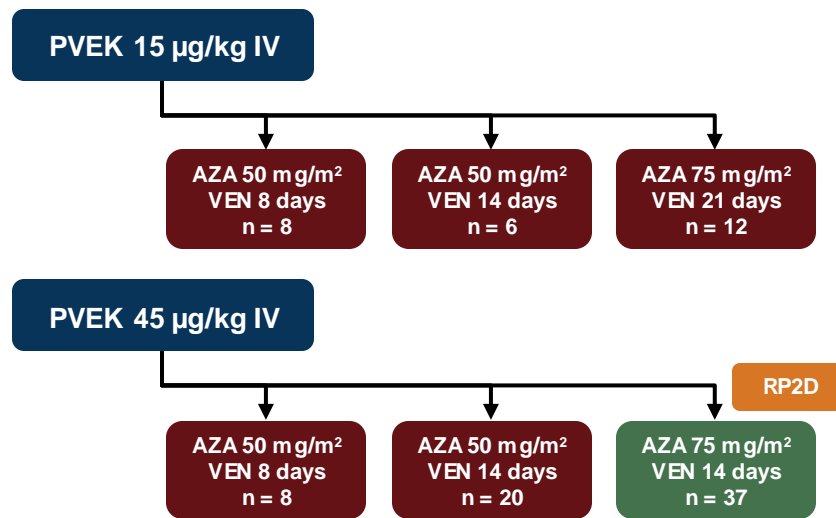 PVEK 15 µg/kg IV
AZA 50 mg/m²
VEN 8 days
n = 8
AZA 50 mg/m²
VEN 14 days
n = 6
AZA 75 mg/m²
VEN 21 days
n = 12
PVEK 45 µg/kg IV
RP2D
AZA 50 mg/m²
VEN 8 days
n = 8
AZA 50 mg/m²
VEN 14 days
n = 20
AZA 75 mg/m²
VEN 14 days
n = 37